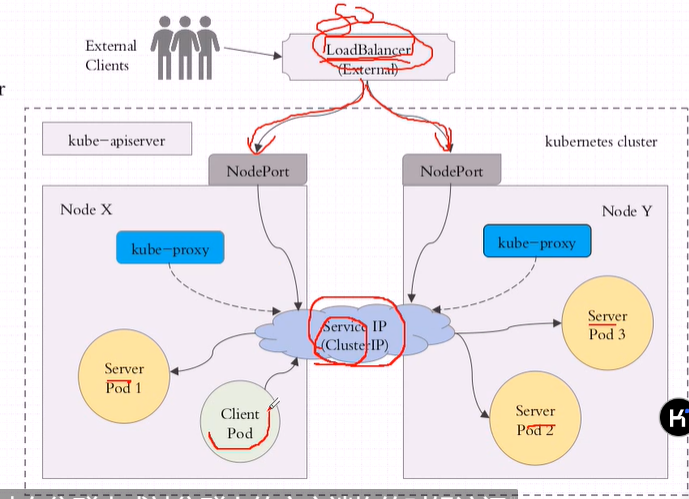 External
Clients
LoadBalancer
(External)
r
kube-apiserver
kubernetes cluster
NodePort
NodePort
Node X
Node Y
kube-proxy
kube-proxy
Service IP
(ClusterIP)
Server
Pod 1
Client
Pod
Server
Pod 3
Server
Pod 2
K